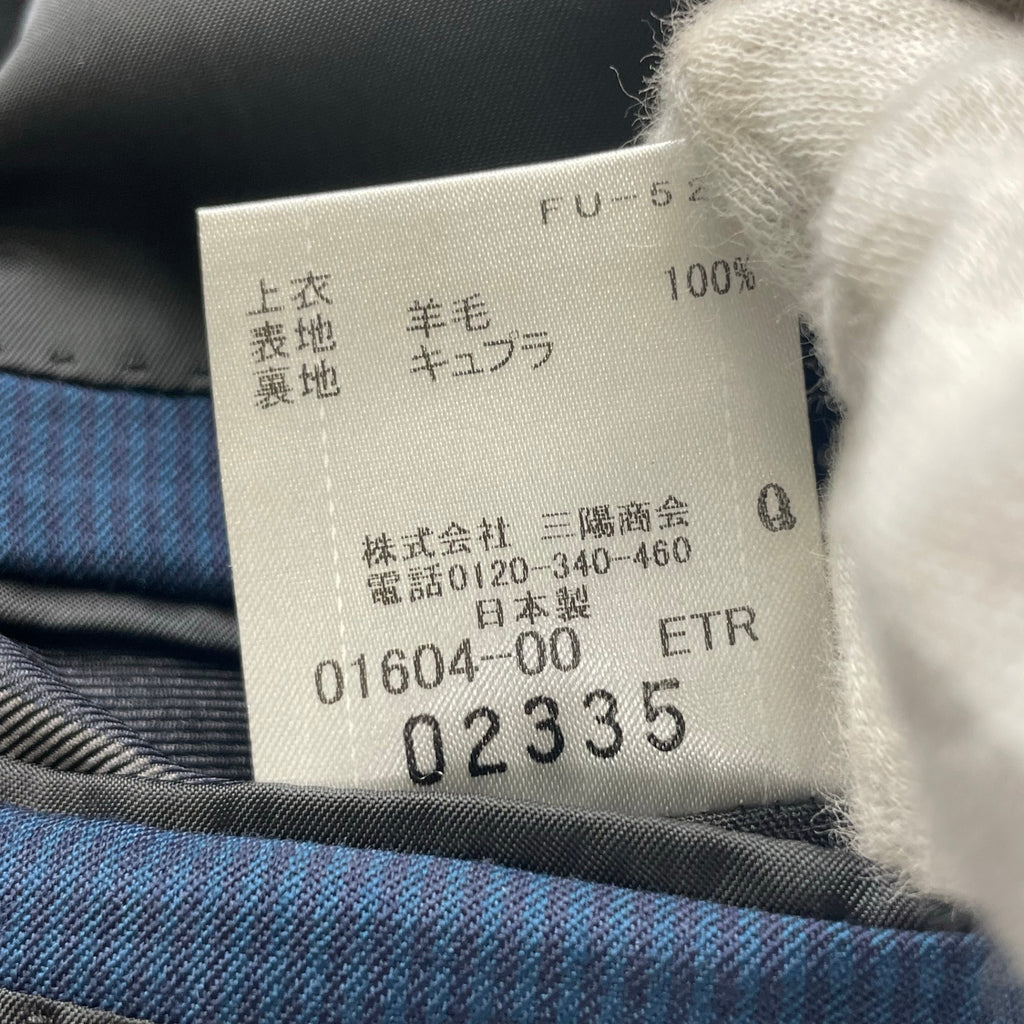 FU-52
上衣
表地 羊毛 100%
裏地 キュプラ
Q
株式会社 三陽商会
電話0120-340-460
日本製
01604-00 ETR
02335